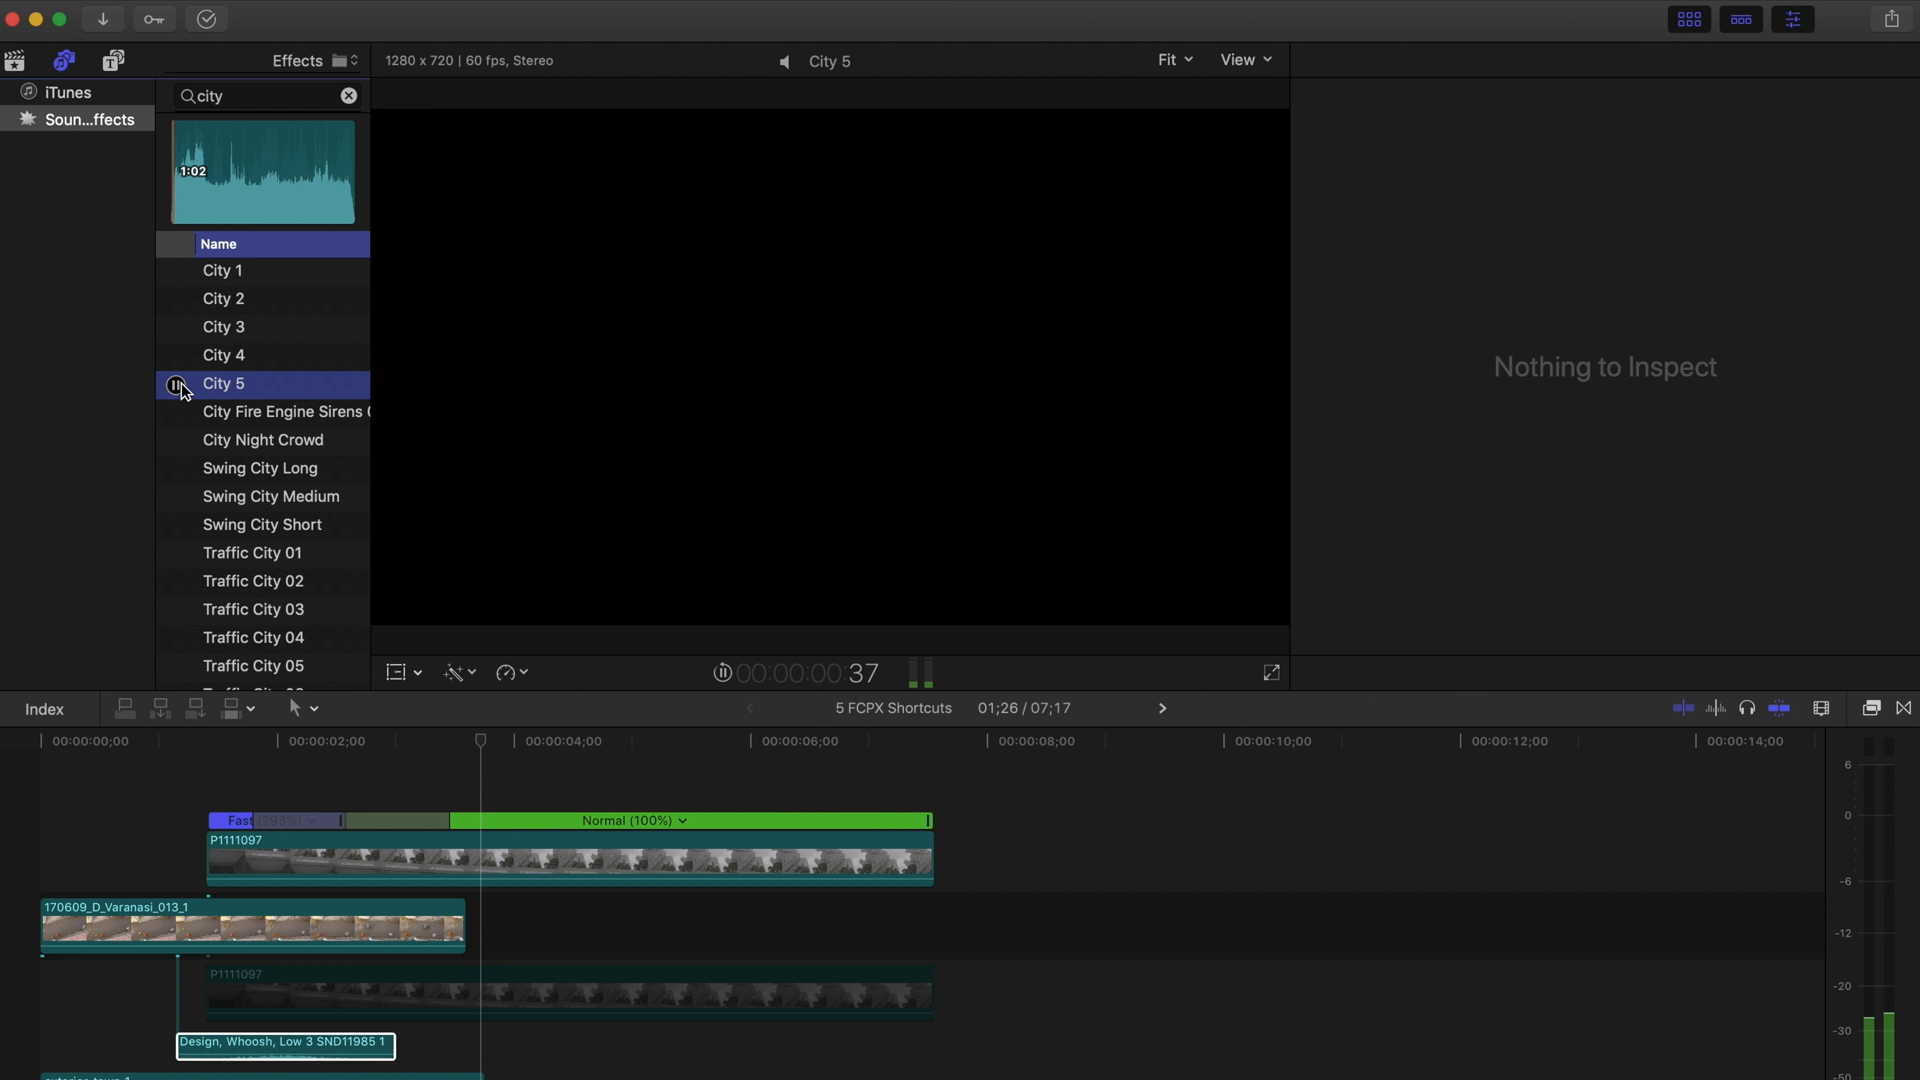 Effects
1280 x 720 | 60 fps, Stereo
City 5
Fit
View
iTunes
Soun...ffects
city
1:02
Name
City 1
City 2
City 3
City 4
City 5
City Fire Engine Sirens
City Night Crowd
Swing City Long
Swing City Medium
Swing City Short
Traffic City 01
Traffic City 02
Traffic City 03
Traffic City 04
Traffic City 05
Nothing to Inspect
00:00:00:37
Index
5 FCPX Shortcuts
01;26 / 07;17
00:00:00;00
00:00:02;00
00:00:04;00
00:00:06;00
00:00:08;00
00:00:10;00
00:00:12;00
00:00:14;00
6
0
-6
-12
-20
-30
-50
Fast (293%)
Normal (100%)
P1111097
170609_D_Varanasi_013_1
P1111097
Design, Whoosh, Low 3 SND11985 1